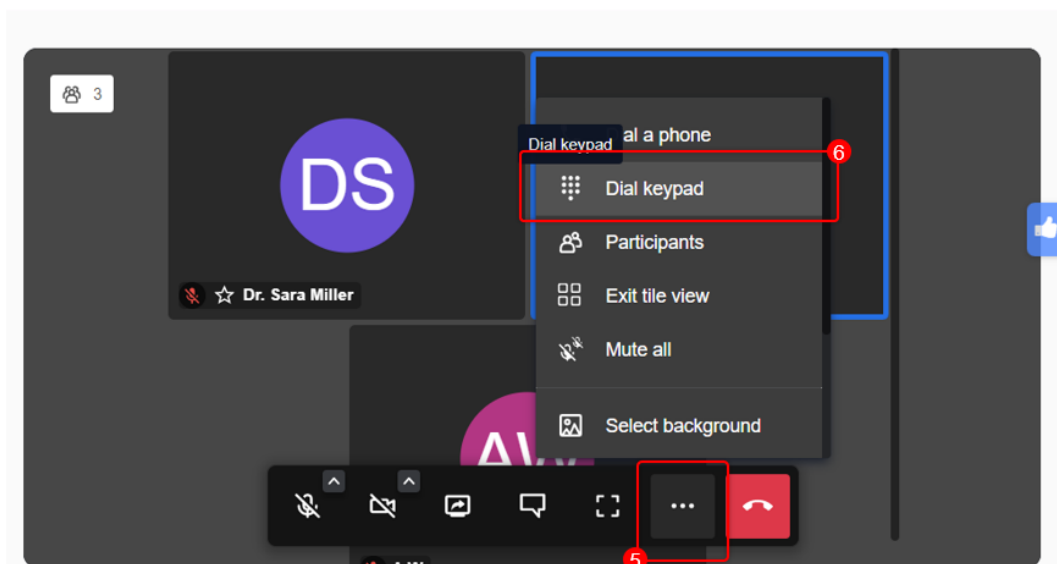 3
DS
Dr. Sara Miller
Dial keypad
al a phone
6
Dial keypad
Participants
Exit tile view
Mute all
Select background
AW
5